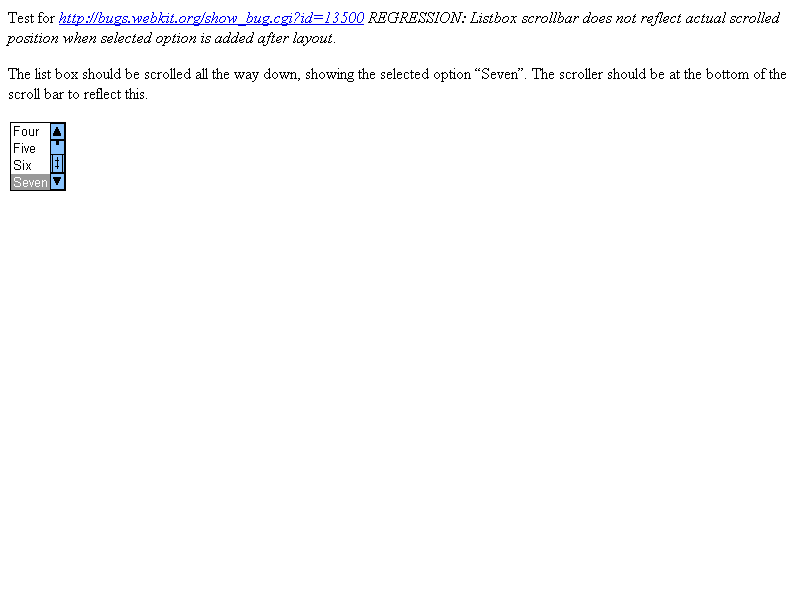 Test for http://bugs.webkit.org/show_bug.cgi?id=13500 REGRESSION: Listbox scrollbar does not reflect actual scrolled
position when selected option is added after layout.
The list box should be scrolled all the way down, showing the selected option “Seven”. The scroller should be at the bottom of the
scroll bar to reflect this.
Four
Five
Six
Seven